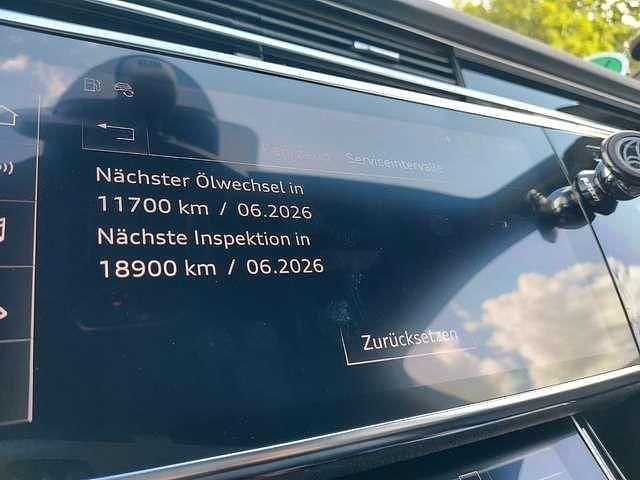 Fahrzeug Serviceintervalle
Nächster Ölwechsel in
11700 km / 06.2026
Nächste Inspektion in
18900 km / 06.2026
Zurücksetzen